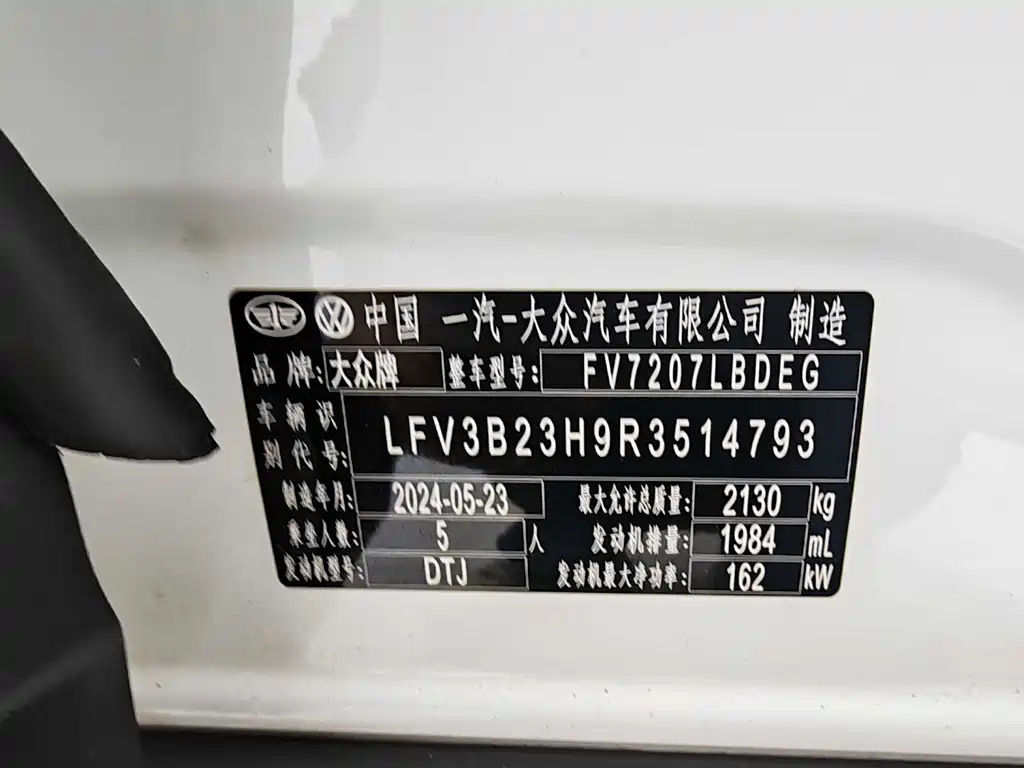 中国 一汽-大众汽车有限公司 制造
品 牌: 大众牌 整车型号: FV7207LBDEG
车辆识别代号: LFV3B23H9R3514793
制造年月: 2024-05-23 最大允许总质量: 2130 kg
乘坐人数: 5 人 发动机排量: 1984 mL
发动机型号: DTJ 发动机最大净功率: 162 kW